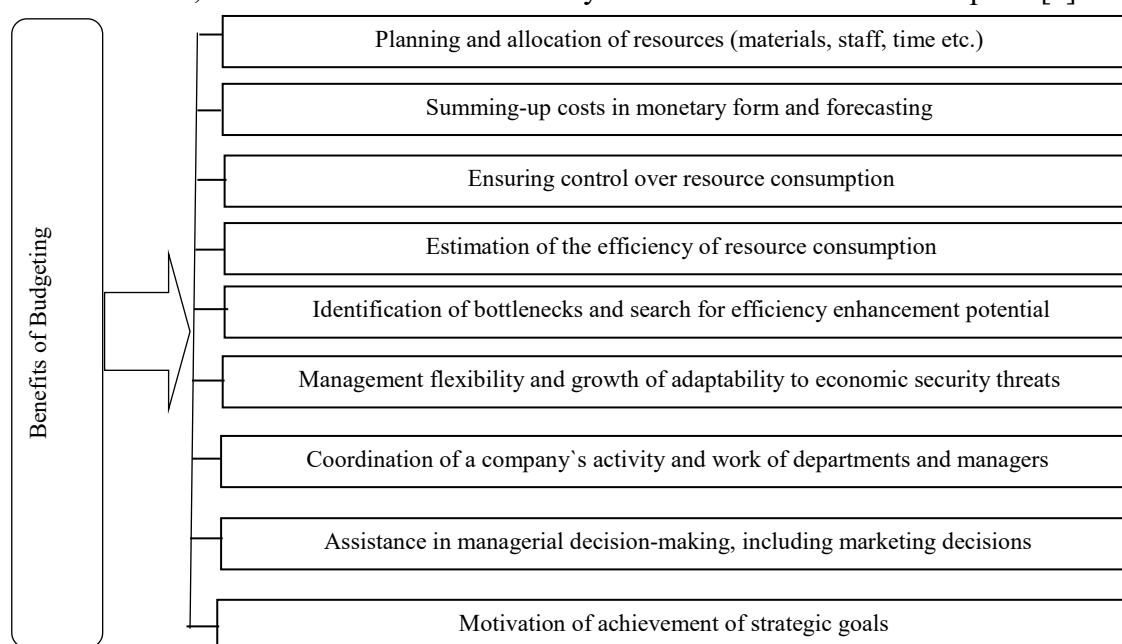 Benefits of Budgeting
Planning and allocation of resources (materials, staff, time etc.)
Summing-up costs in monetary form and forecasting
Ensuring control over resource consumption
Estimation of the efficiency of resource consumption
Identification of bottlenecks and search for efficiency enhancement potential
Management flexibility and growth of adaptability to economic security threats
Coordination of a company`s activity and work of departments and managers
Assistance in managerial decision-making, including marketing decisions
Motivation of achievement of strategic goals